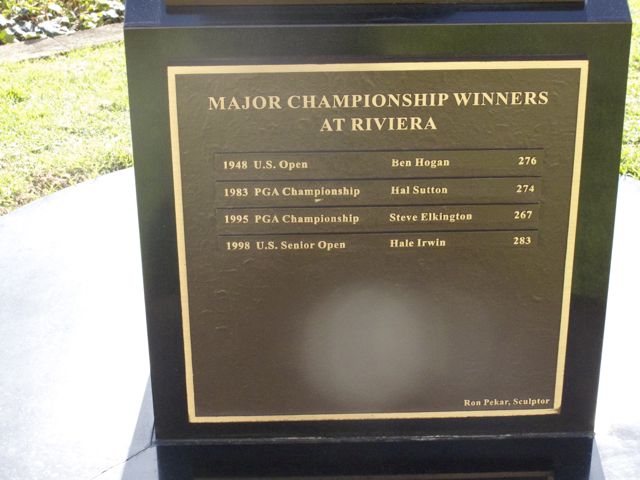 MAJOR CHAMPIONSHIP WINNERS
AT RIVIERA
1948 U.S. Open Ben Hogan 276
1983 PGA Championship Hal Sutton 274
1995 PGA Championship Steve Elkington 267
1998 U.S. Senior Open Hale Irwin 283
Ron Pekar, Sculptor